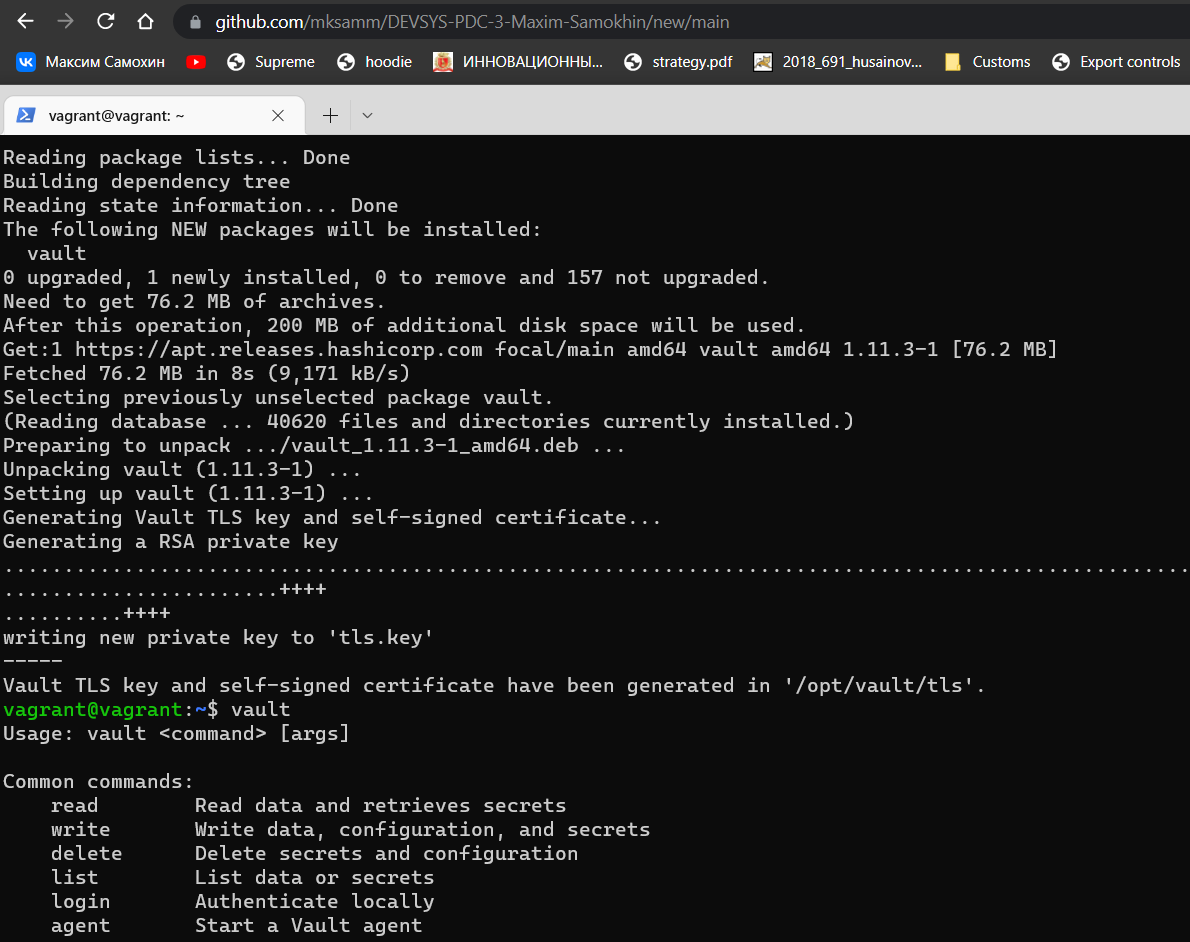 github.com/mksamm/DEVSYS-PDC-3-Maxim-Samokhin/new/main
Максим Самохин Supreme hoodie ИННОВАЦИОННЫ... strategy.pdf 2018_691_husainov... Customs Export controls
vagrant@vagrant: ~
Reading package lists... Done
Building dependency tree
Reading state information... Done
The following NEW packages will be installed:
  vault
0 upgraded, 1 newly installed, 0 to remove and 157 not upgraded.
Need to get 76.2 MB of archives.
After this operation, 200 MB of additional disk space will be used.
Get:1 https://apt.releases.hashicorp.com focal/main amd64 vault amd64 1.11.3-1 [76.2 MB]
Fetched 76.2 MB in 8s (9,171 kB/s)
Selecting previously unselected package vault.
(Reading database ... 40620 files and directories currently installed.)
Preparing to unpack .../vault_1.11.3-1_amd64.deb ...
Unpacking vault (1.11.3-1) ...
Setting up vault (1.11.3-1) ...
Generating Vault TLS key and self-signed certificate...
Generating a RSA private key
...................................................................................................
.......................++++
..........++++
writing new private key to 'tls.key'
-----
Vault TLS key and self-signed certificate have been generated in '/opt/vault/tls'.
vagrant@vagrant:~$ vault
Usage: vault <command> [args]

Common commands:
    read        Read data and retrieves secrets
    write       Write data, configuration, and secrets
    delete      Delete secrets and configuration
    list        List data or secrets
    login       Authenticate locally
    agent       Start a Vault agent